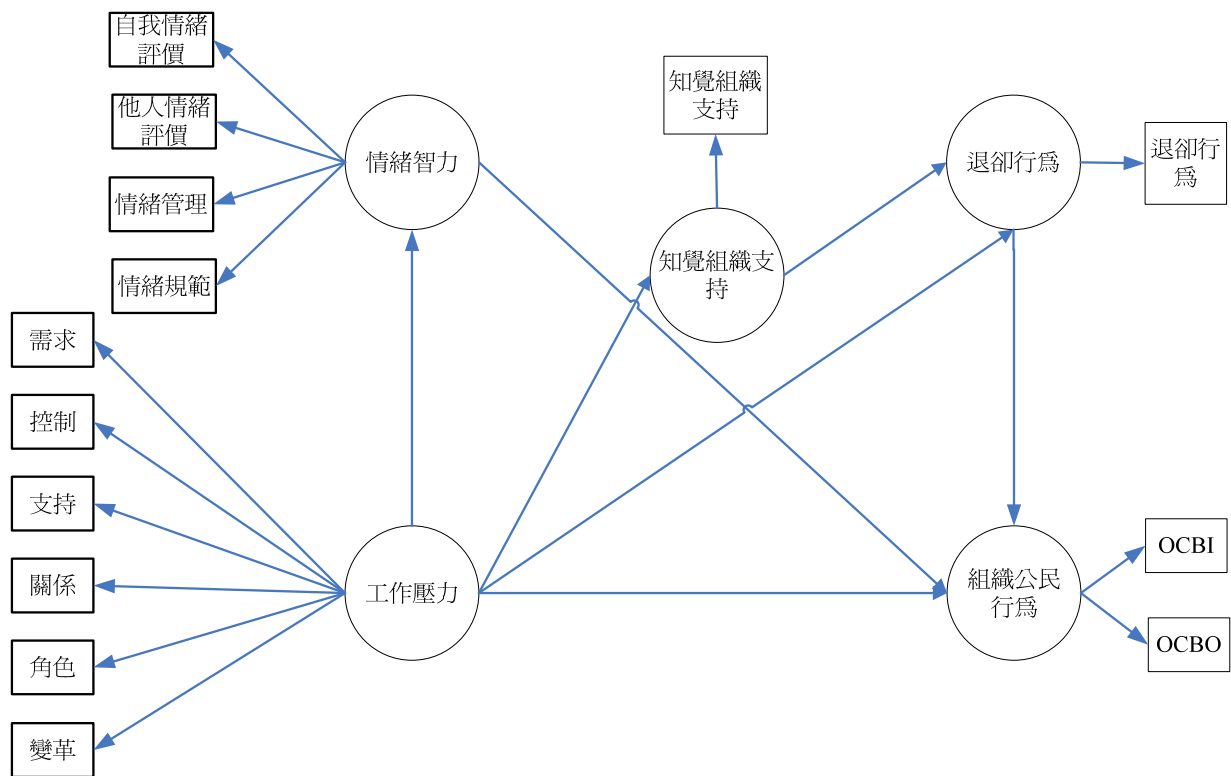 自我情緒
評價
他人情緒
評價
情緒管理
情緒規範
情緒智力
知覺組織
支持
知覺組織支
持
退卻行為
退卻行
為
需求
控制
支持
關係
角色
變革
工作壓力
組織公民
行為
OCBI
OCBO